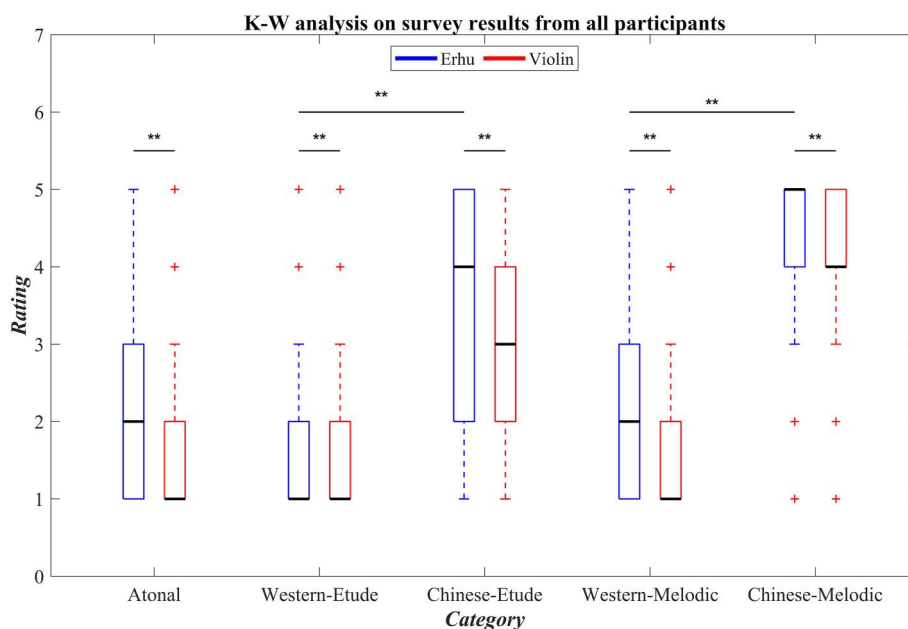 K-W analysis on survey results from all participants
7
Erhu Violin
6
** **
** ** ** ** **
5
4
3
2
1
0
Rating
Atonal Western-Etude Chinese-Etude Western-Melodic Chinese-Melodic
Category